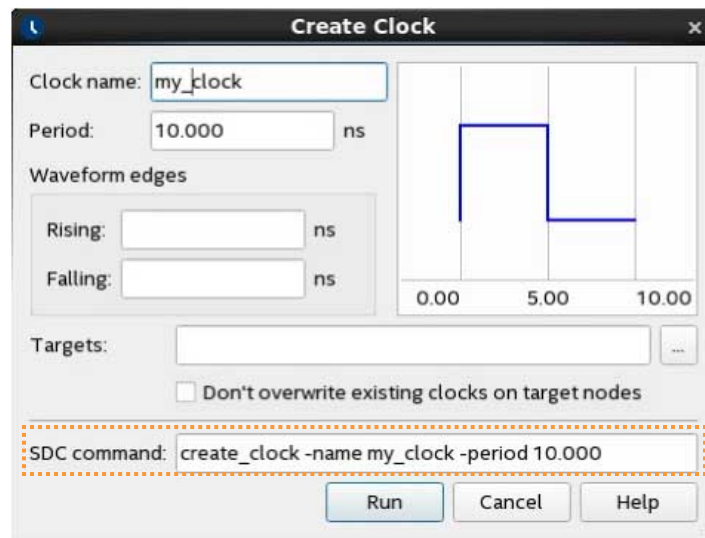 Create Clock
Clock name: my_clock
Period: 10.000 ns
Waveform edges
Rising: ns
Falling: ns
0.00 5.00 10.00
Targets: ...
Don't overwrite existing clocks on target nodes
SDC command: create_clock -name my_clock -period 10.000
Run Cancel Help